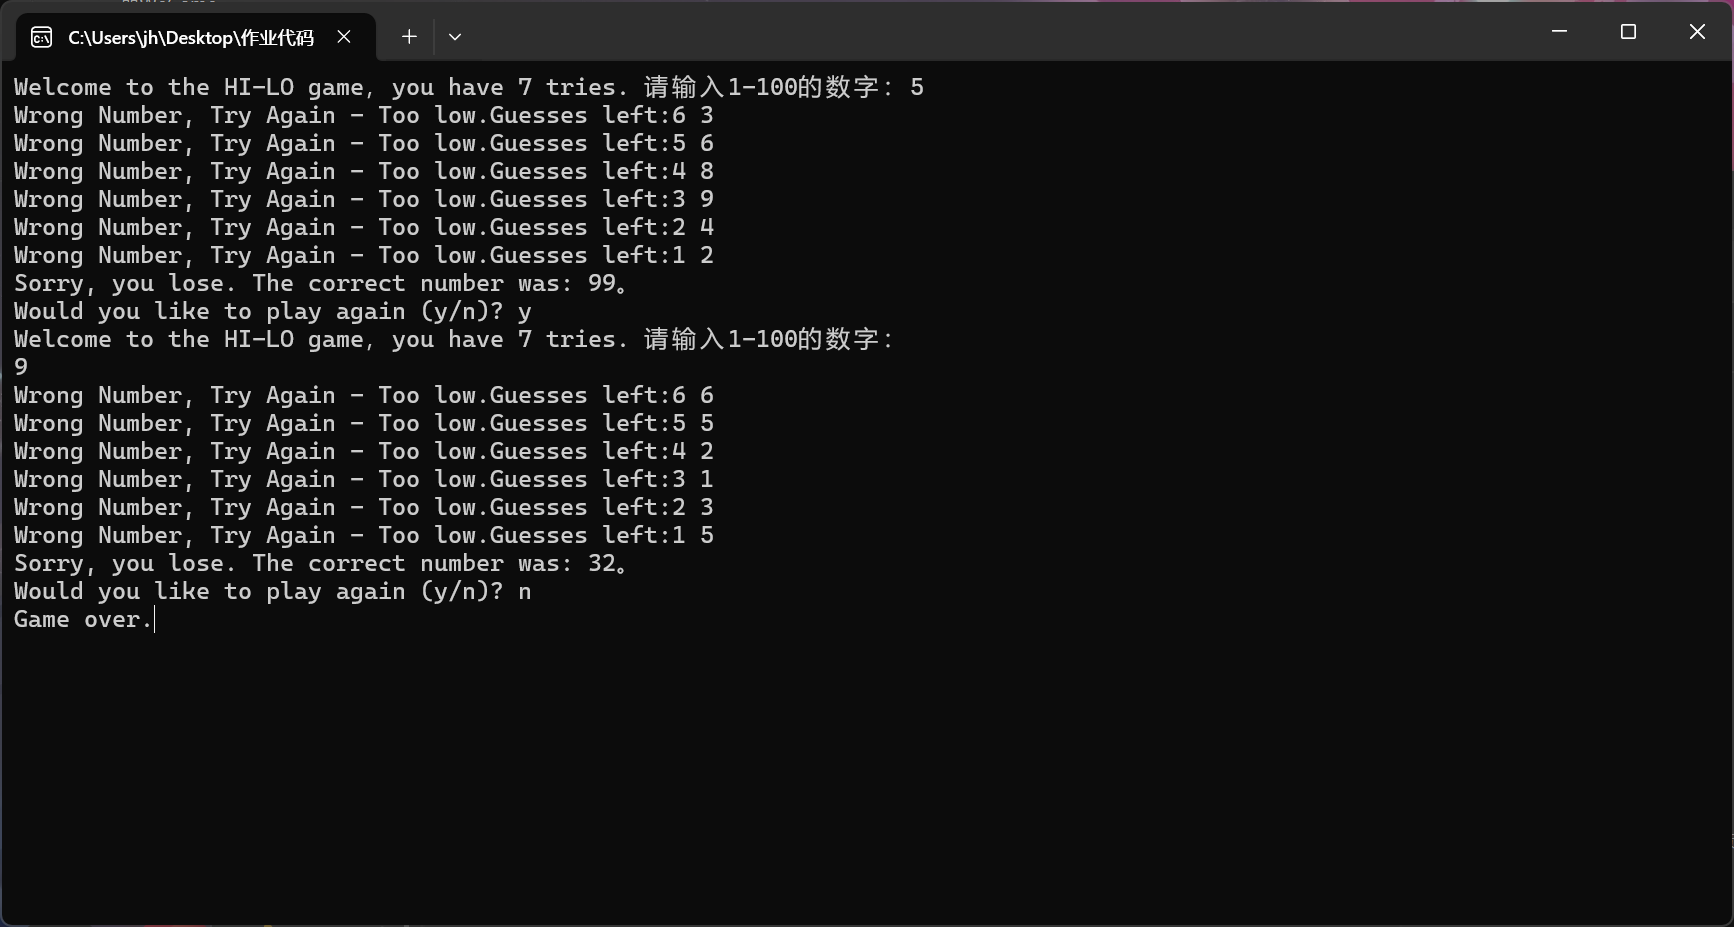 C:\Users\jh\Desktop\作业代码
Welcome to the HI-LO game, you have 7 tries. 请输入1-100的数字: 5
Wrong Number, Try Again - Too low.Guesses left:6 3
Wrong Number, Try Again - Too low.Guesses left:5 6
Wrong Number, Try Again - Too low.Guesses left:4 8
Wrong Number, Try Again - Too low.Guesses left:3 9
Wrong Number, Try Again - Too low.Guesses left:2 4
Wrong Number, Try Again - Too low.Guesses left:1 2
Sorry, you lose. The correct number was: 99。
Would you like to play again (y/n)? y
Welcome to the HI-LO game, you have 7 tries. 请输入1-100的数字:
9
Wrong Number, Try Again - Too low.Guesses left:6 6
Wrong Number, Try Again - Too low.Guesses left:5 5
Wrong Number, Try Again - Too low.Guesses left:4 2
Wrong Number, Try Again - Too low.Guesses left:3 1
Wrong Number, Try Again - Too low.Guesses left:2 3
Wrong Number, Try Again - Too low.Guesses left:1 5
Sorry, you lose. The correct number was: 32。
Would you like to play again (y/n)? n
Game over.